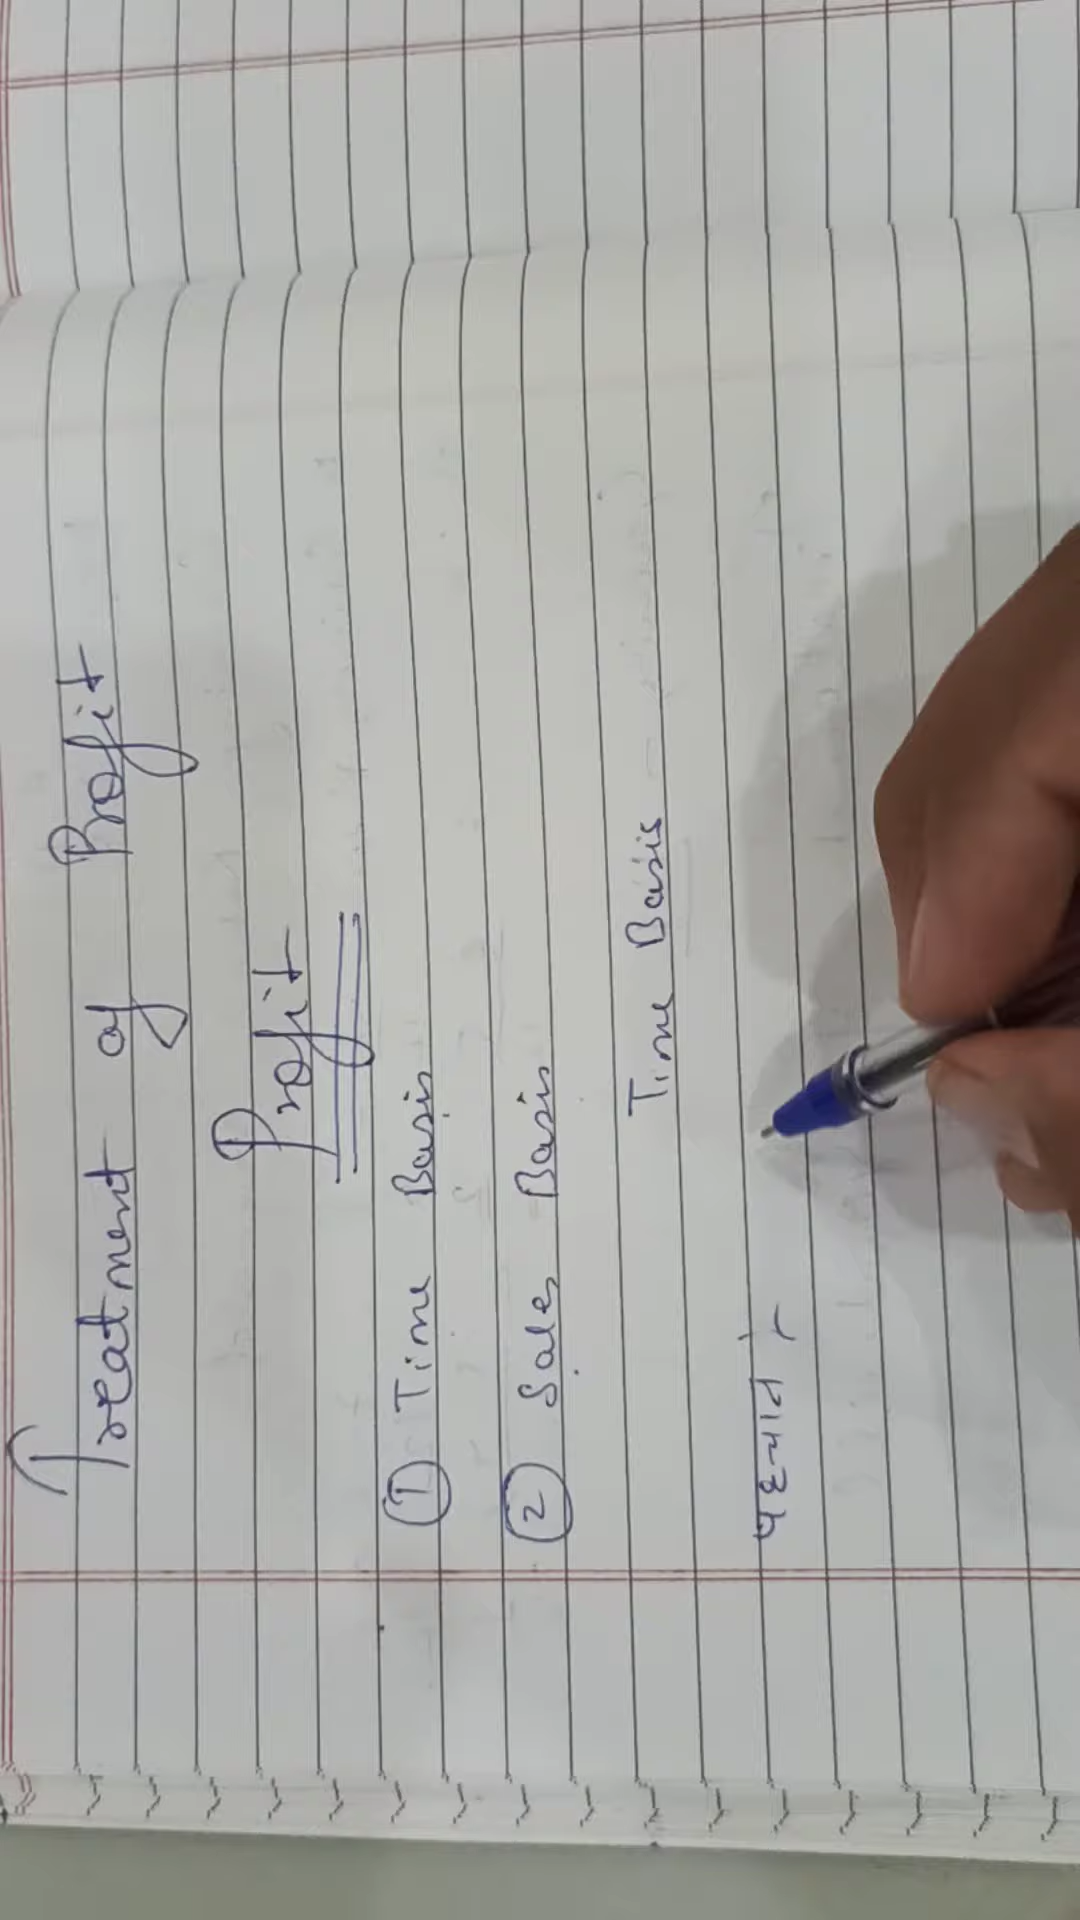 Treatment of Profit
Profit
① Time Basis
② Sales Basis
Time Basis
पहचान :-